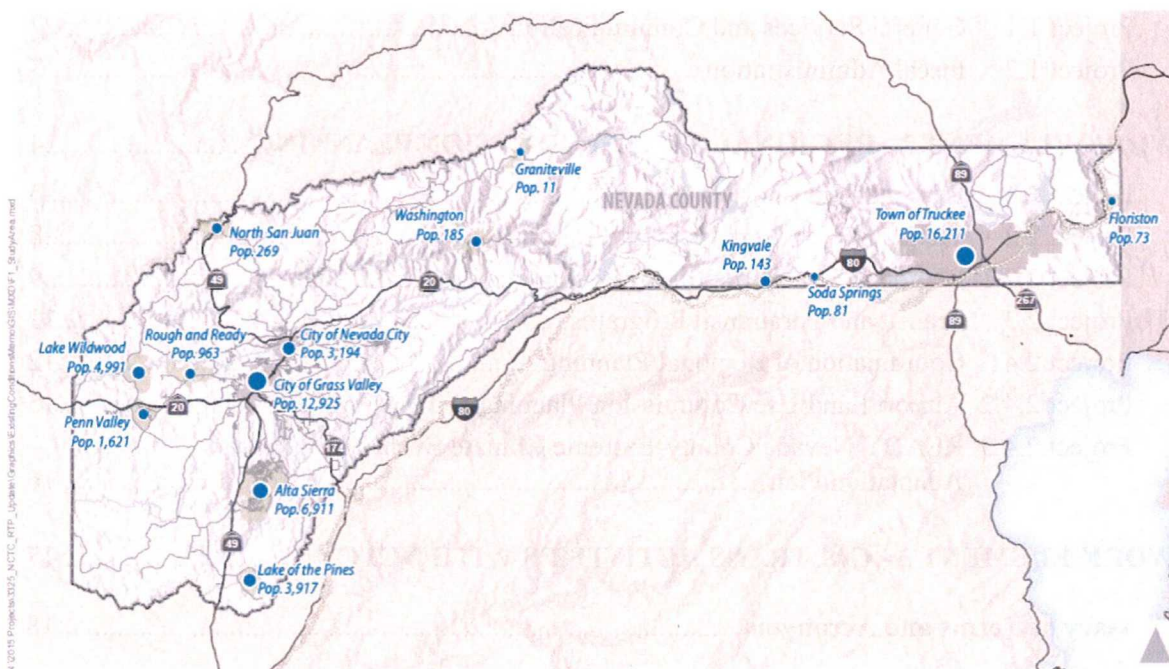 Graniteville
Pop. 11
NEVADA COUNTY
89
North San Juan
Pop. 269
Washington
Pop. 185
Town of Truckee
Pop. 16,211
Floriston
Pop. 73
Kingvale
Pop. 143
80
Soda Springs
Pop. 81
49
20
267
89
Rough and Ready
Pop. 963
City of Nevada City
Pop. 3,194
Lake Wildwood
Pop. 4,991
City of Grass Valley
Pop. 12,925
20
80
Penn Valley
Pop. 1,621
174
Alta Sierra
Pop. 6,911
49
Lake of the Pines
Pop. 3,917